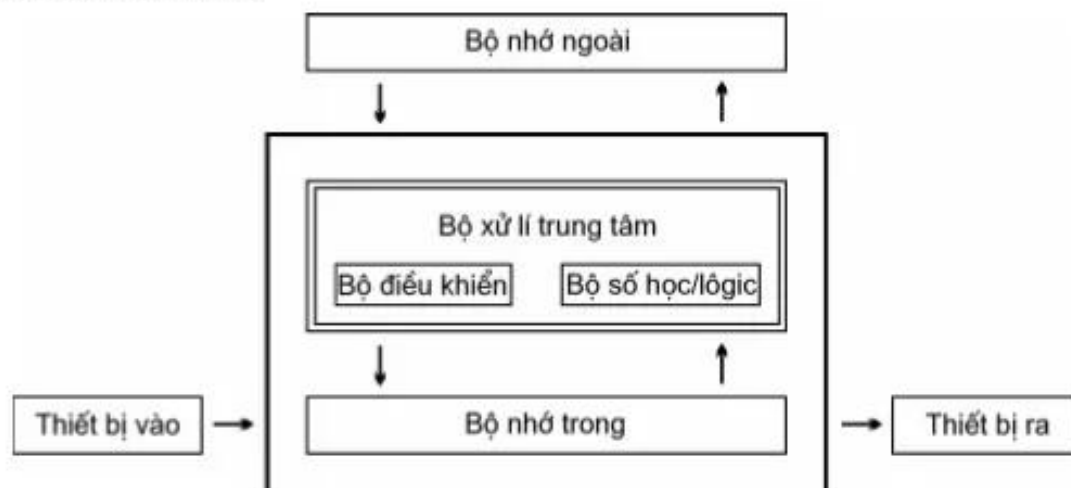 Bộ nhớ ngoài
Bộ xử lí trung tâm
Bộ điều khiển
Bộ số học/lôgic
Thiết bị vào
Bộ nhớ trong
Thiết bị ra